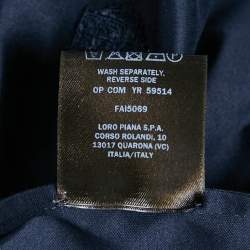 WASH SEPARATELY,
REVERSE SIDE
OP COM YR 59514
FAI5069
LORO PIANA S.P.A.
CORSO ROLANDI, 10
13017 QUARONA (VC)
ITALIA/ITALY